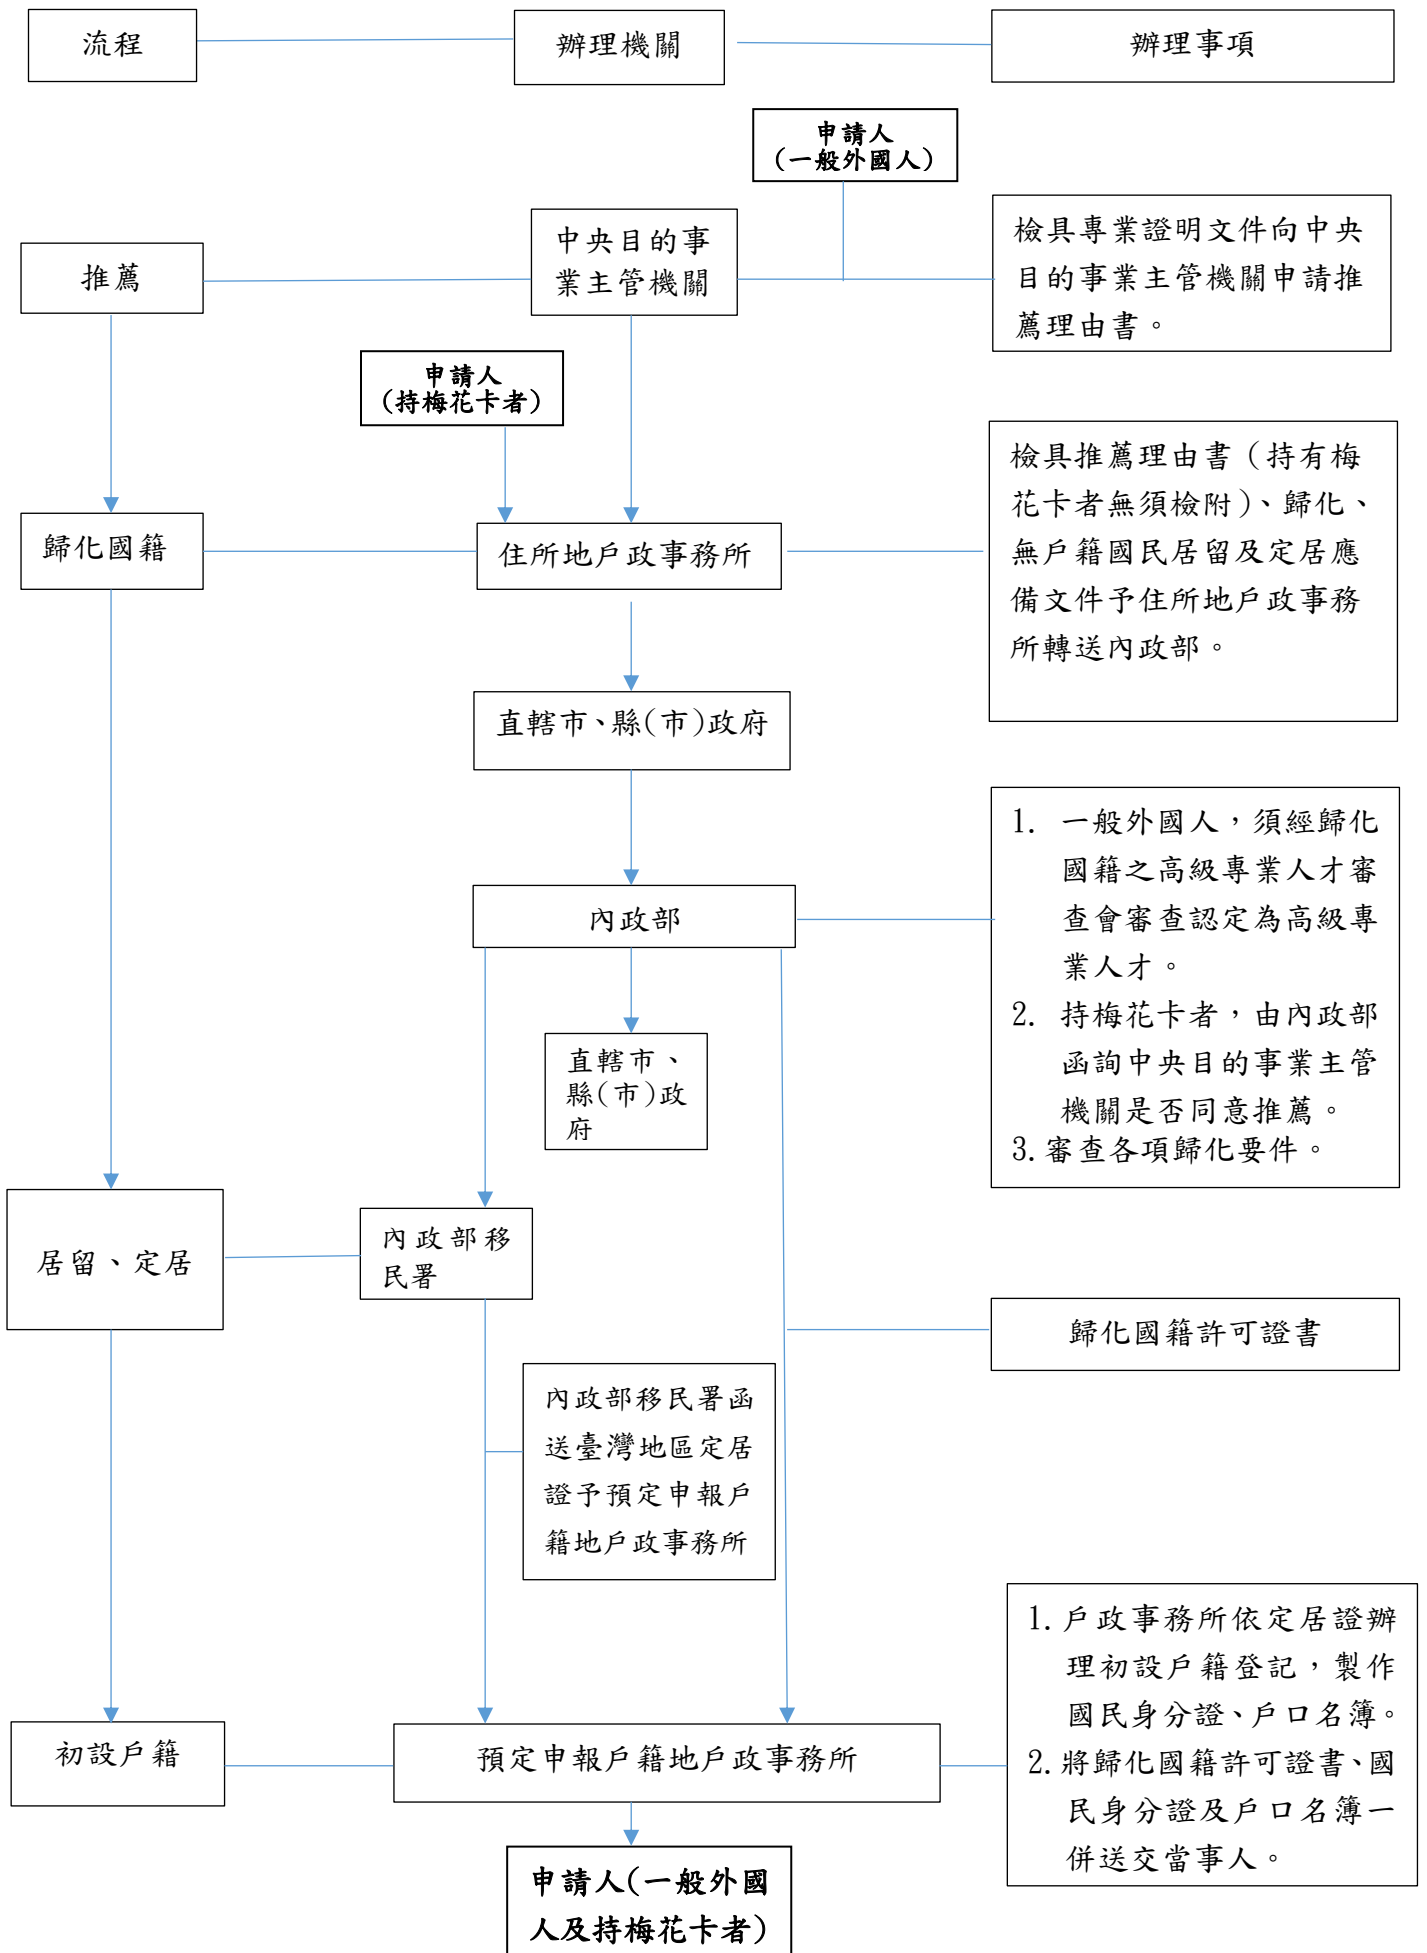 流程
辦理機關
辦理事項
申請人
(一般外國人)
推薦
中央目的事
業主管機關
檢具專業證明文件向中央
目的事業主管機關申請推
薦理由書。
申請人
(持梅花卡者)
歸化國籍
住所地戶政事務所
檢具推薦理由書(持有梅
花卡者無須檢附)、歸化、
無戶籍國民居留及定居應
備文件予住所地戶政事務
所轉送內政部。
直轄市、縣(市)政府
內政部
1. 一般外國人，須經歸化
國籍之高級專業人才審
查會審查認定為高級專
業人才。
2. 持梅花卡者，由內政部
函詢中央目的事業主管
機關是否同意推薦。
3.審查各項歸化要件。
直轄市、
縣(市)政
府
居留、定居
內政部移
民署
歸化國籍許可證書
內政部移民署函
送臺灣地區定居
證予預定申報戶
籍地戶政事務所
初設戶籍
預定申報戶籍地戶政事務所
1.戶政事務所依定居證辦
理初設戶籍登記，製作
國民身分證、戶口名簿。
2.將歸化國籍許可證書、國
民身分證及戶口名簿一
併送交當事人。
申請人(一般外國
人及持梅花卡者)